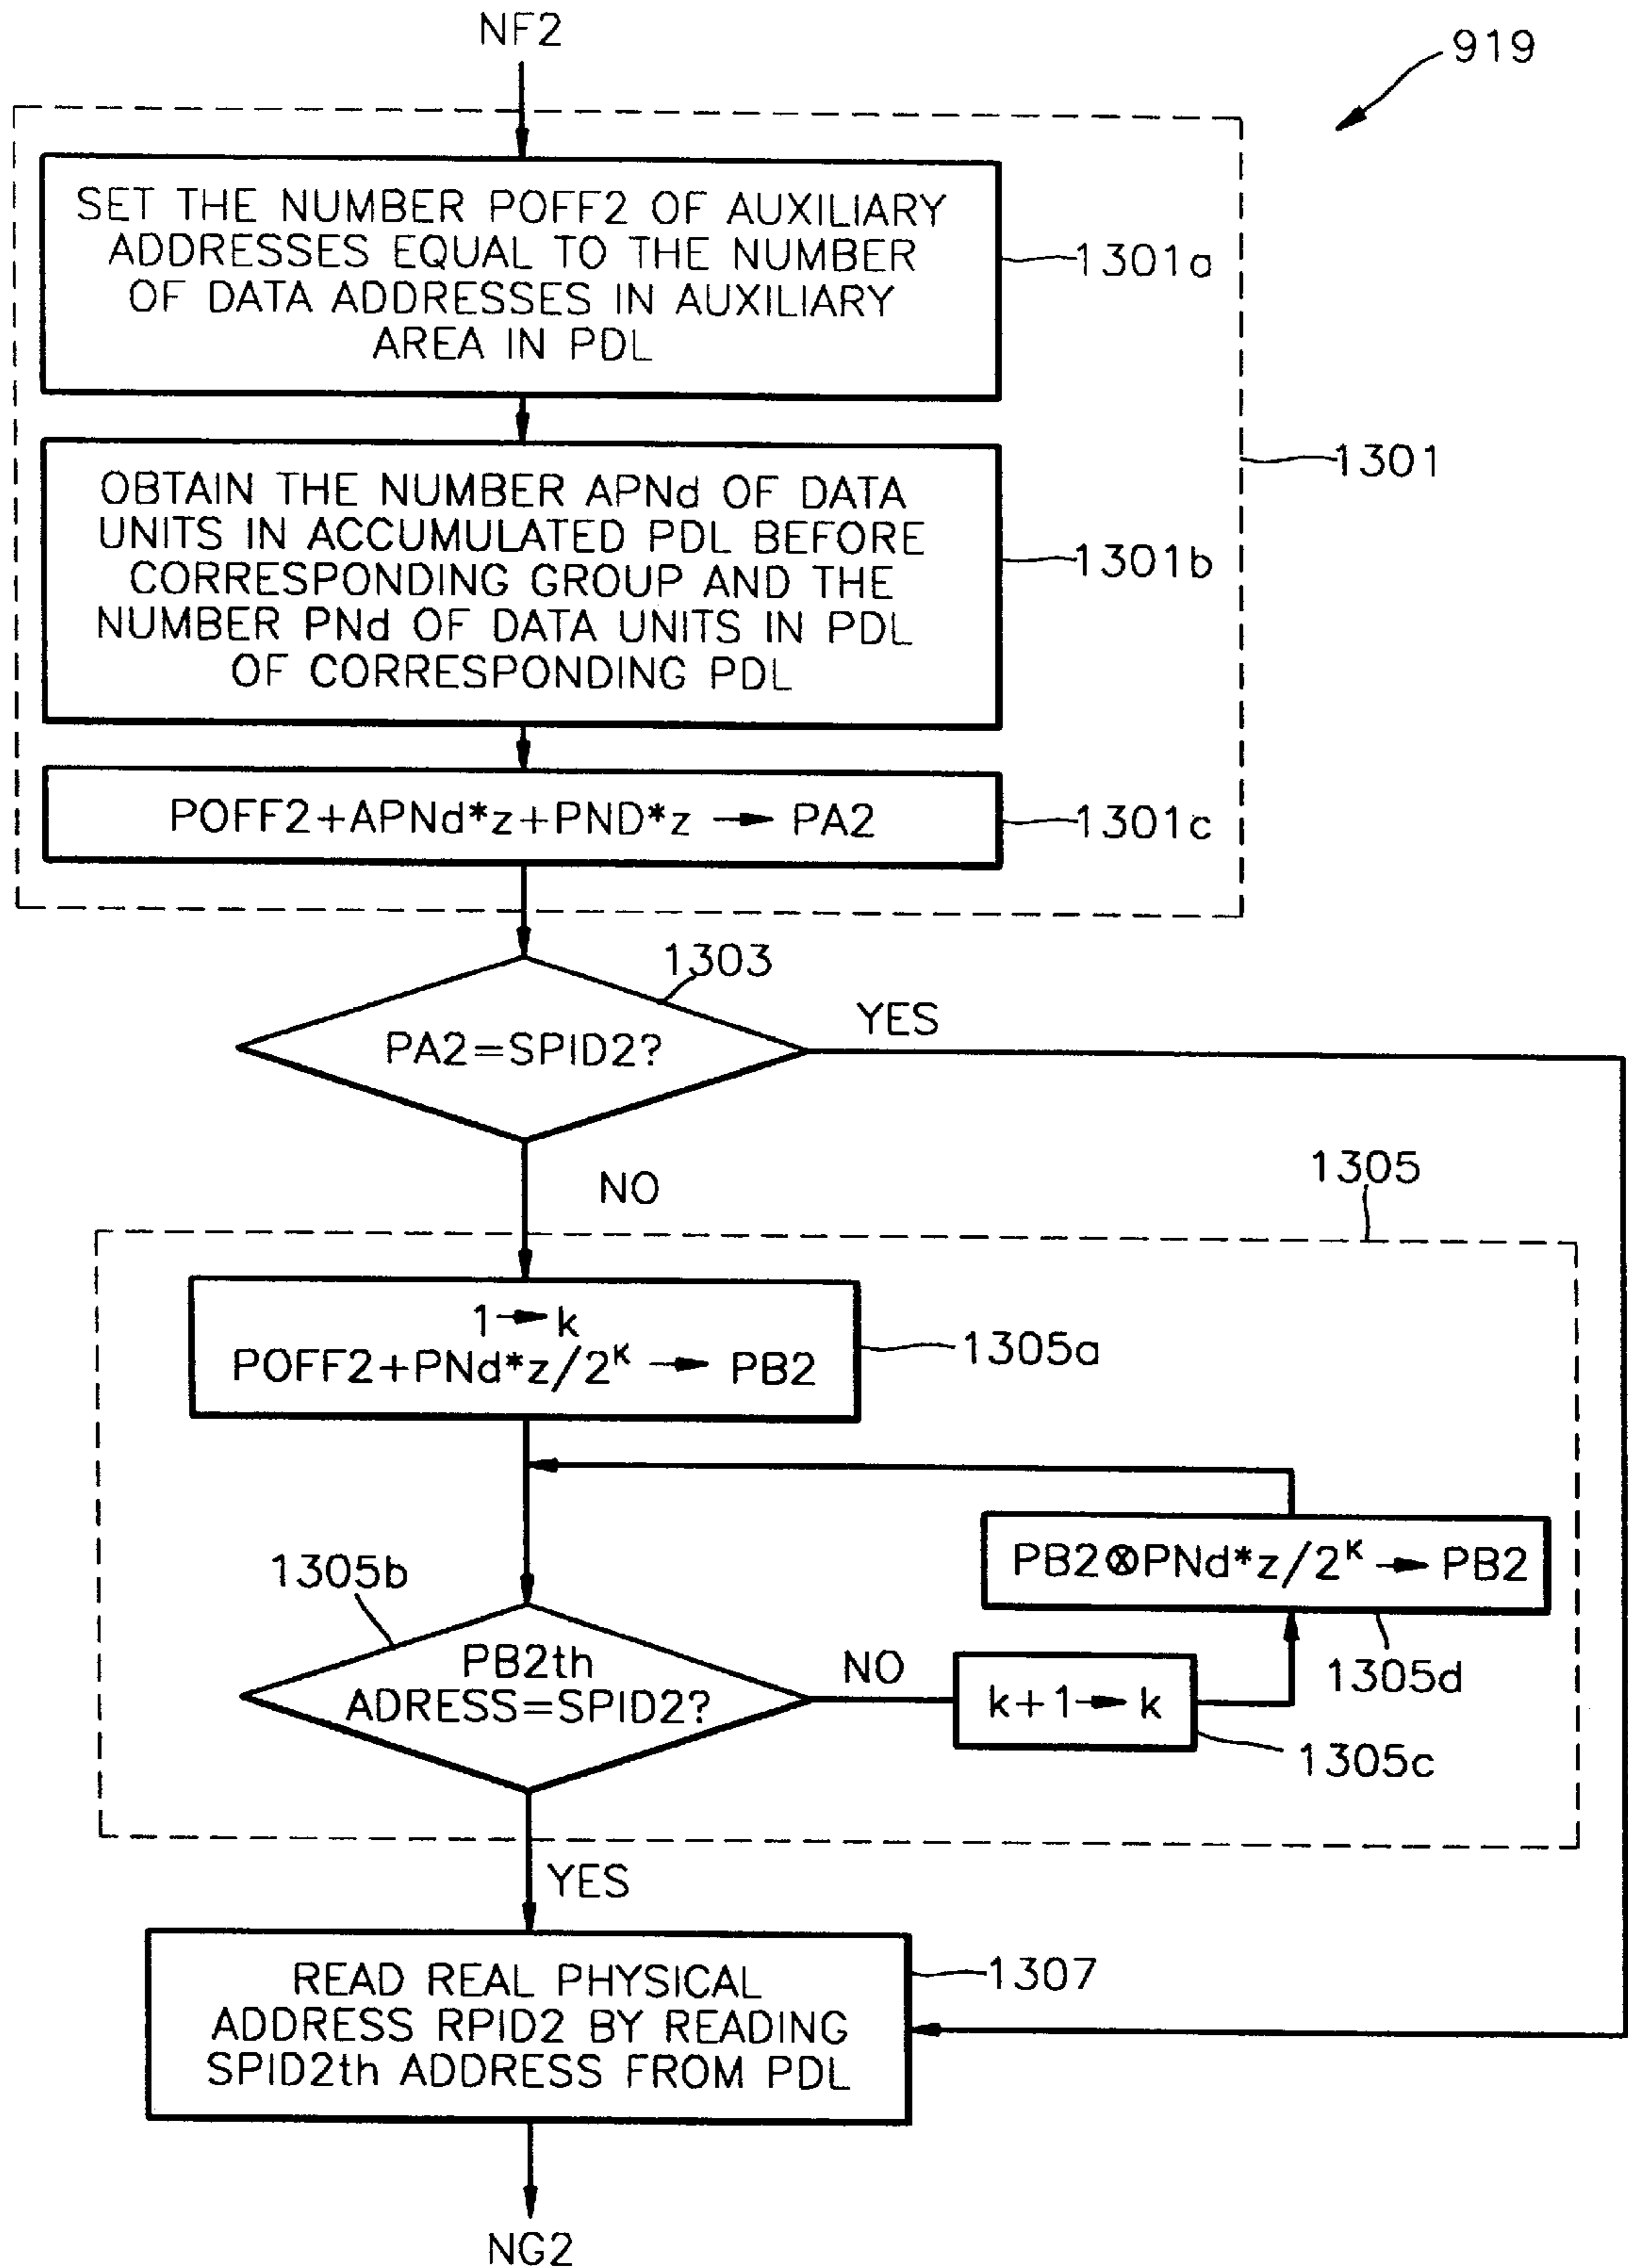 NF2
919
SET THE NUMBER POFF2 OF AUXILIARY
ADDRESSES EQUAL TO THE NUMBER
OF DATA ADDRESSES IN AUXILIARY
AREA IN PDL
1301a
OBTAIN THE NUMBER APNd OF DATA
UNITS IN ACCUMULATED PDL BEFORE
CORRESPONDING GROUP AND THE
NUMBER PNd OF DATA UNITS IN PDL
OF CORRESPONDING PDL
1301b
1301
POFF2+APNd*z+PND*z → PA2
1301c
1303
PA2=SPID2?
YES
NO
1305
1→k
POFF2+PNd*z/2ᴷ → PB2
1305a
PB2⊗PNd*z/2ᴷ → PB2
1305d
1305b
PB2th
ADRESS=SPID2?
NO
k+1→k
1305c
YES
READ REAL PHYSICAL
ADDRESS RPID2 BY READING
SPID2th ADDRESS FROM PDL
1307
NG2